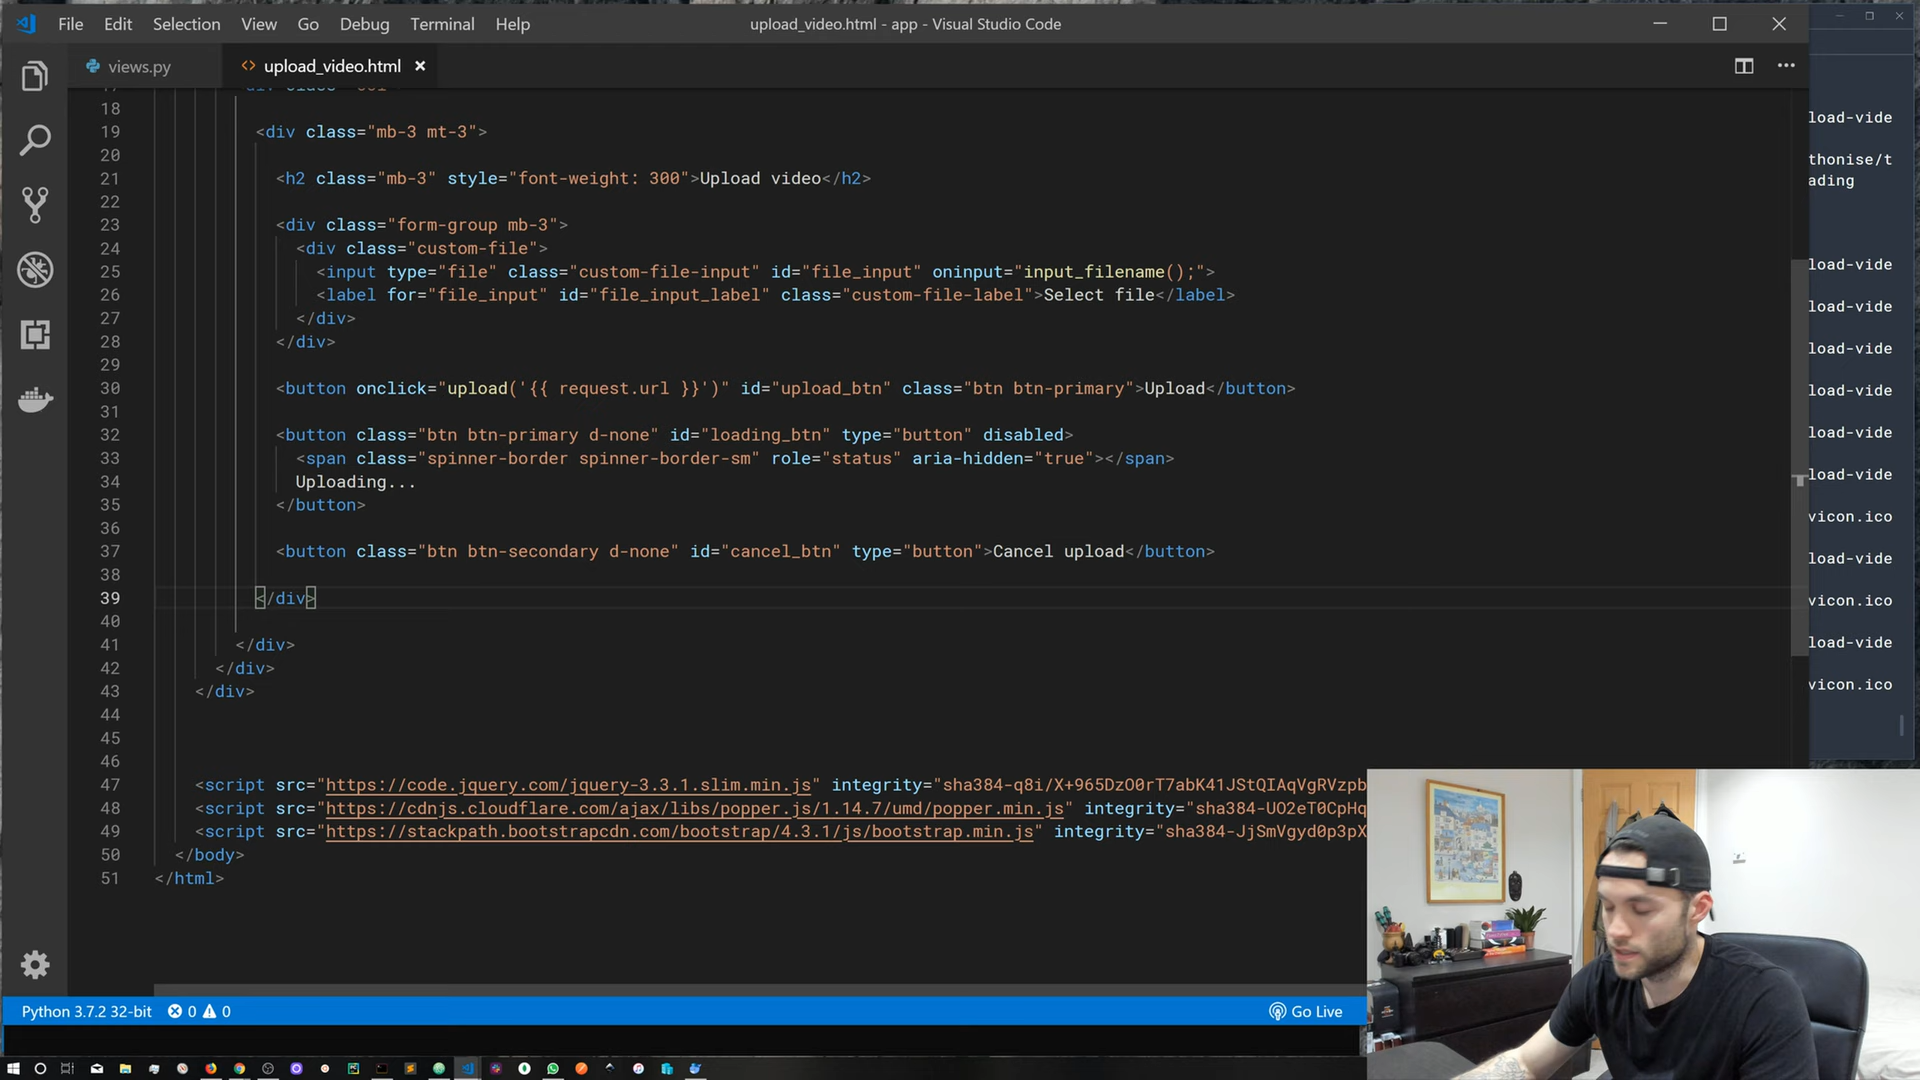 File Edit Selection View Go Debug Terminal Help
upload_video.html - app - Visual Studio Code
views.py
<> upload_video.html ×
18
19 <div class="mb-3 mt-3">
20
21 <h2 class="mb-3" style="font-weight: 300">Upload video</h2>
22
23 <div class="form-group mb-3">
24 <div class="custom-file">
25 <input type="file" class="custom-file-input" id="file_input" oninput="input_filename();">
26 <label for="file_input" id="file_input_label" class="custom-file-label">Select file</label>
27 </div>
28 </div>
29
30 <button onclick="upload('{{ request.url }}')" id="upload_btn" class="btn btn-primary">Upload</button>
31
32 <button class="btn btn-primary d-none" id="loading_btn" type="button" disabled>
33 <span class="spinner-border spinner-border-sm" role="status" aria-hidden="true"></span>
34 Uploading...
35 </button>
36
37 <button class="btn btn-secondary d-none" id="cancel_btn" type="button">Cancel upload</button>
38
39 </div>
40
41 </div>
42 </div>
43 </div>
44
45
46
47 <script src="https://code.jquery.com/jquery-3.3.1.slim.min.js" integrity="sha384-q8i/X+965DzO0rT7abK41JStQIAqVgRVzpb
48 <script src="https://cdnjs.cloudflare.com/ajax/libs/popper.js/1.14.7/umd/popper.min.js" integrity="sha384-UO2eT0CpHq
49 <script src="https://stackpath.bootstrapcdn.com/bootstrap/4.3.1/js/bootstrap.min.js" integrity="sha384-JjSmVgyd0p3pX
50 </body>
51 </html>
load-vide
thonise/t
ading
load-vide
load-vide
load-vide
load-vide
load-vide
load-vide
vicon.ico
load-vide
vicon.ico
load-vide
vicon.ico
Python 3.7.2 32-bit 0 0
Go Live